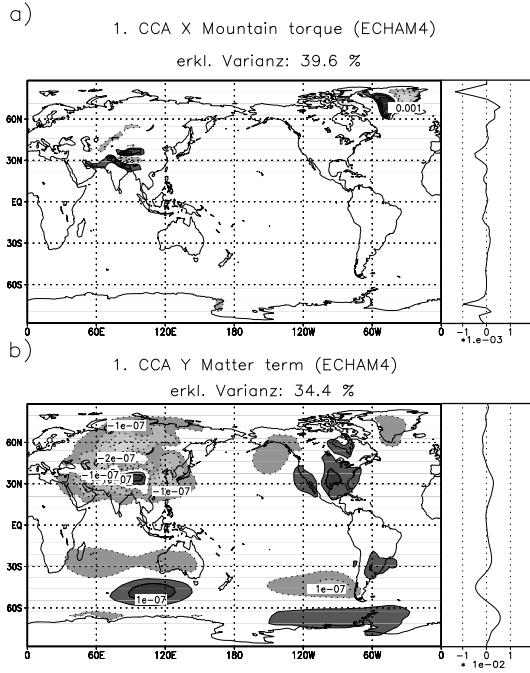 a)
1. CCA X Mountain torque (ECHAM4)
erkl. Varianz: 39.6 %
0.001
60N
30N
EQ
30S
60S
0 60E 120E 180 120W 60W 0
-1 0 1
*1.e-03
b)
1. CCA Y Matter term (ECHAM4)
erkl. Varianz: 34.4 %
-1e-07
60N
-2e-07
-1e-07
30N
-1e-07
EQ
30S
1e-07
1e-07
60S
0 60E 120E 180 120W 60W 0
-1 0 1
* 1e-02